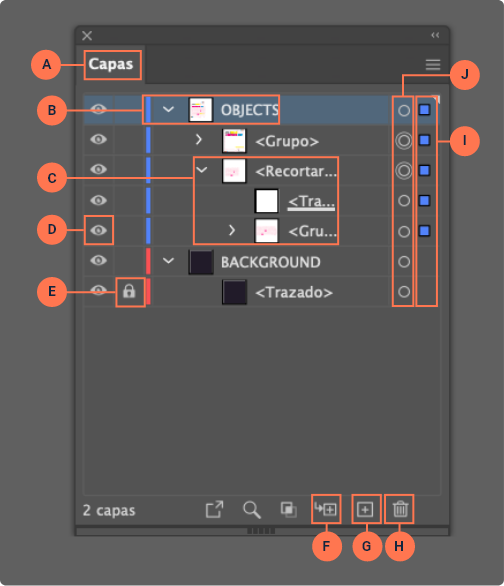 A
Capas
J
B
OBJECTS
I
<Grupo>
C
<Recortar...
<Tra...
D
<Gru...
BACKGROUND
E
<Trazado>
2 capas
F
G
H